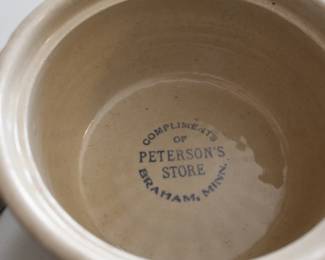 COMPLIMENTS
OF
PETERSON'S
STORE
BRAHAM, MINN.